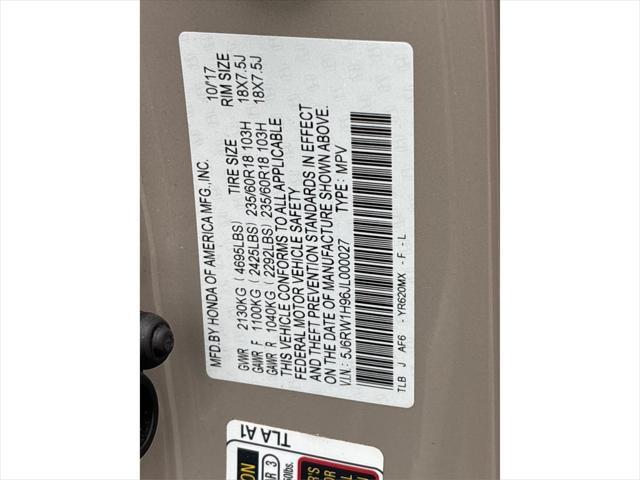 MFD.BY HONDA OF AMERICA MFG.,INC. 10/17
TIRE SIZE RIM SIZE
GVWR 2130KG (4695LBS)
GAWR F 1100KG (2425LBS) 235/60R18 103H 18X7.5J
GAWR R 1040KG (2292LBS) 235/60R18 103H 18X7.5J
THIS VEHICLE CONFORMS TO ALL APPLICABLE
FEDERAL MOTOR VEHICLE SAFETY
AND THEFT PREVENTION STANDARDS IN EFFECT
ON THE DATE OF MANUFACTURE SHOWN ABOVE.
V.I.N.: 5J6RW1H96JL000027 TYPE: MPV
TLB J AF6 - YR620MX - F - L
TLA A1